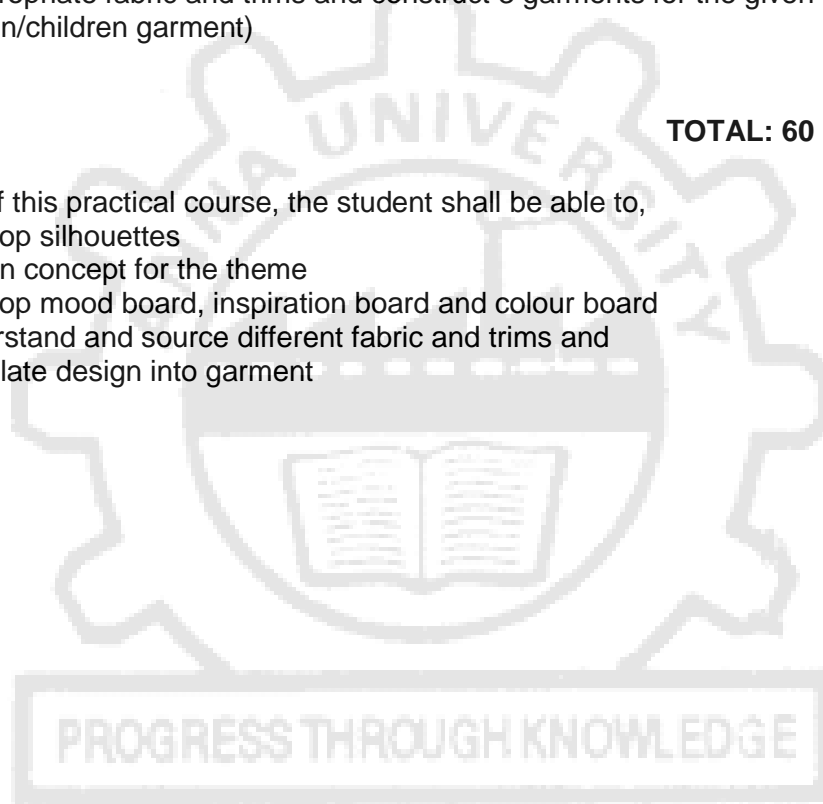 ropriate fabric and trims and construct 3 garments for the given
n/children garment)
TOTAL: 60
f this practical course, the student shall be able to,
op silhouettes
n concept for the theme
op mood board, inspiration board and colour board
rstand and source different fabric and trims and
late design into garment
UNIVERSITY
PROGRESS THROUGH KNOWLEDGE